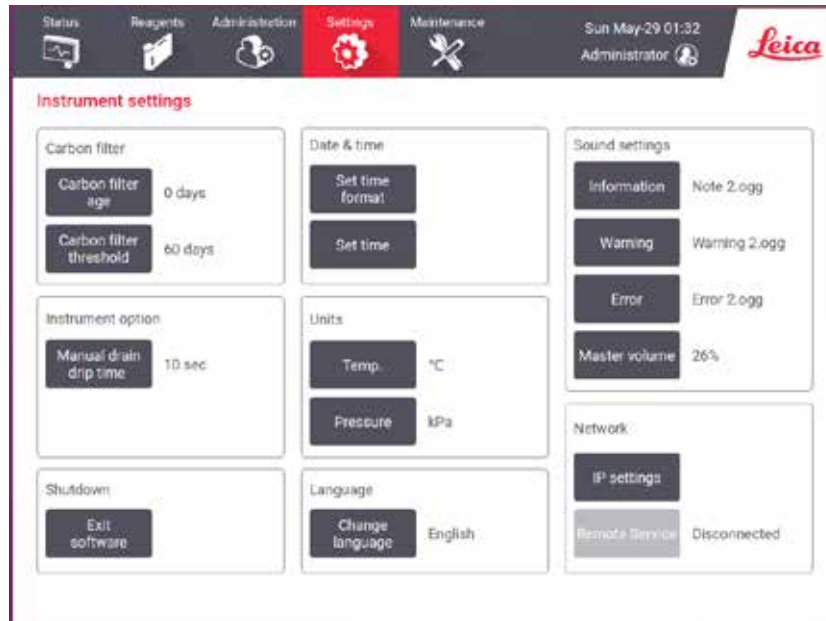 Status
Reagents
Administration
Settings
Maintenance
Sun May-29 01:32
Administrator
Leica
Instrument settings
Carbon filter
Carbon filter
age
0 days
Carbon filter
threshold
60 days
Date & time
Set time
format
Set time
Sound settings
Information
Note 2.ogg
Warning
Warning 2.ogg
Error
Error 2.ogg
Master volume
26%
Instrument option
Manual drain
drip time
10 sec
Units
Temp.
°C
Pressure
kPa
Network
IP settings
Remote Service
Disconnected
Shutdown
Exit
software
Language
Change
language
English